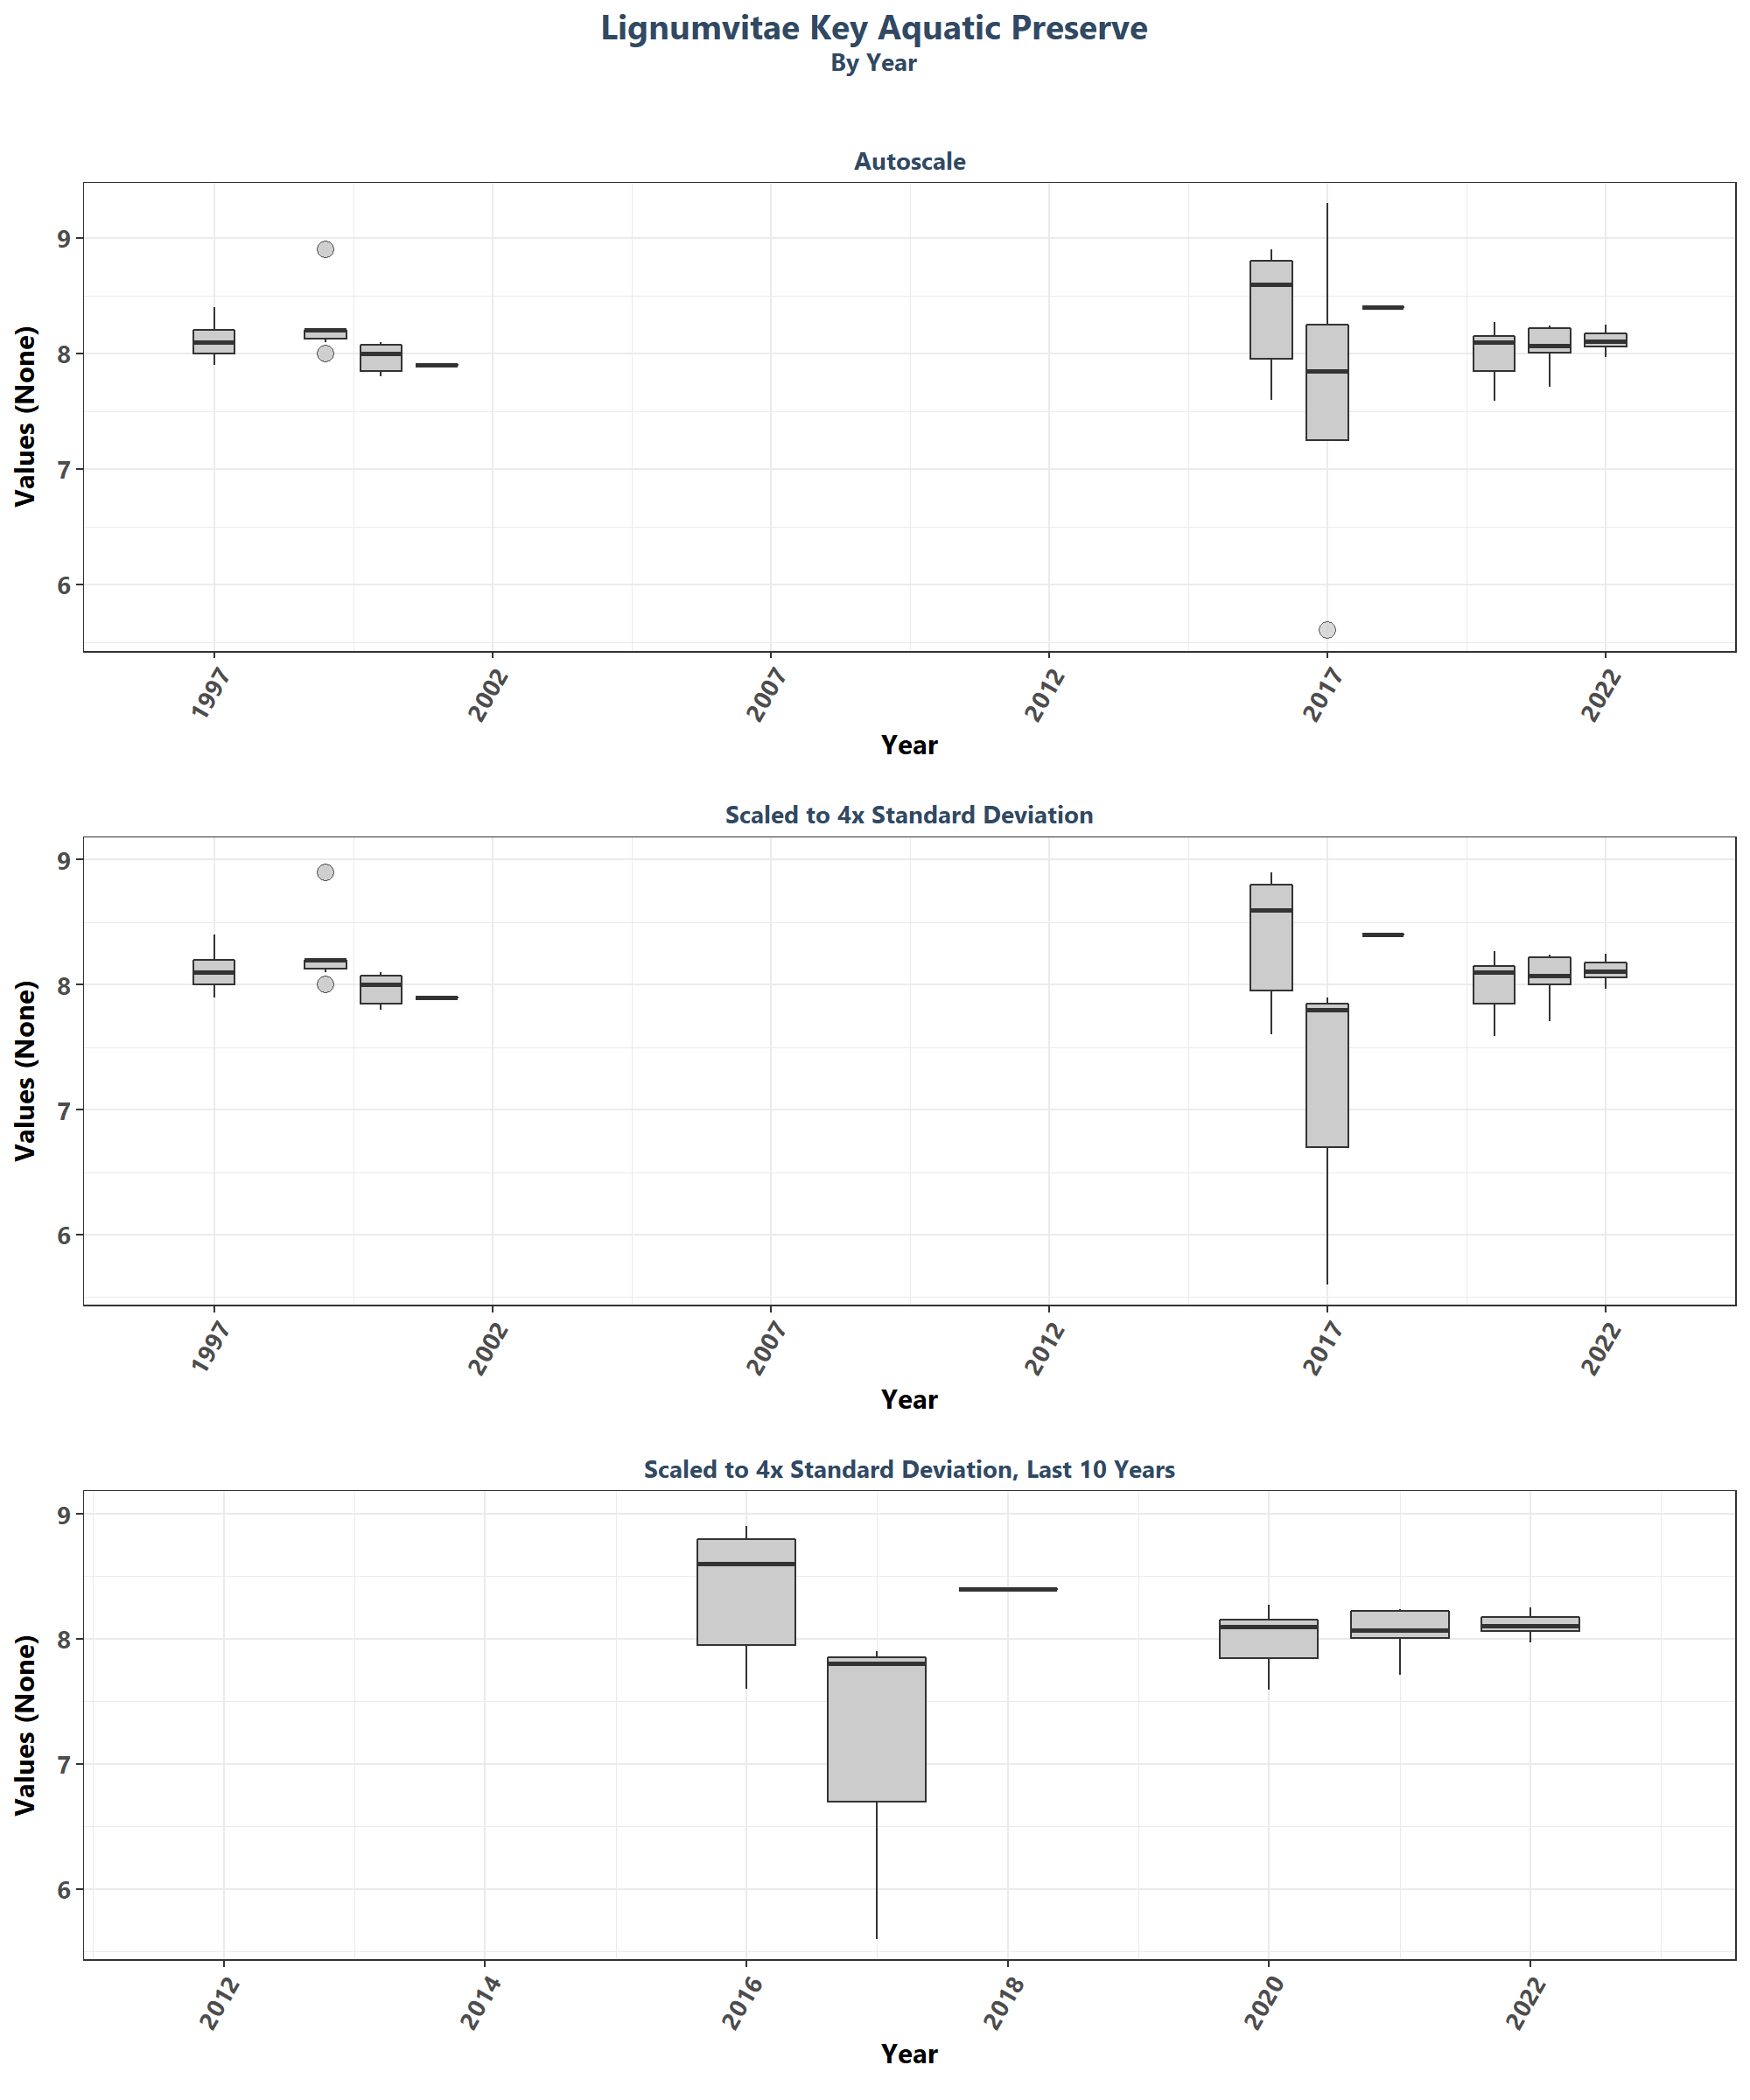 Lignumvitae Key Aquatic Preserve
By Year
Autoscale
Values (None)
9
8
7
6
1997 2002 2007 2012 2017 2022
Year
Scaled to 4x Standard Deviation
Values (None)
9
8
7
6
1997 2002 2007 2012 2017 2022
Year
Scaled to 4x Standard Deviation, Last 10 Years
Values (None)
9
8
7
6
2012 2014 2016 2018 2020 2022
Year